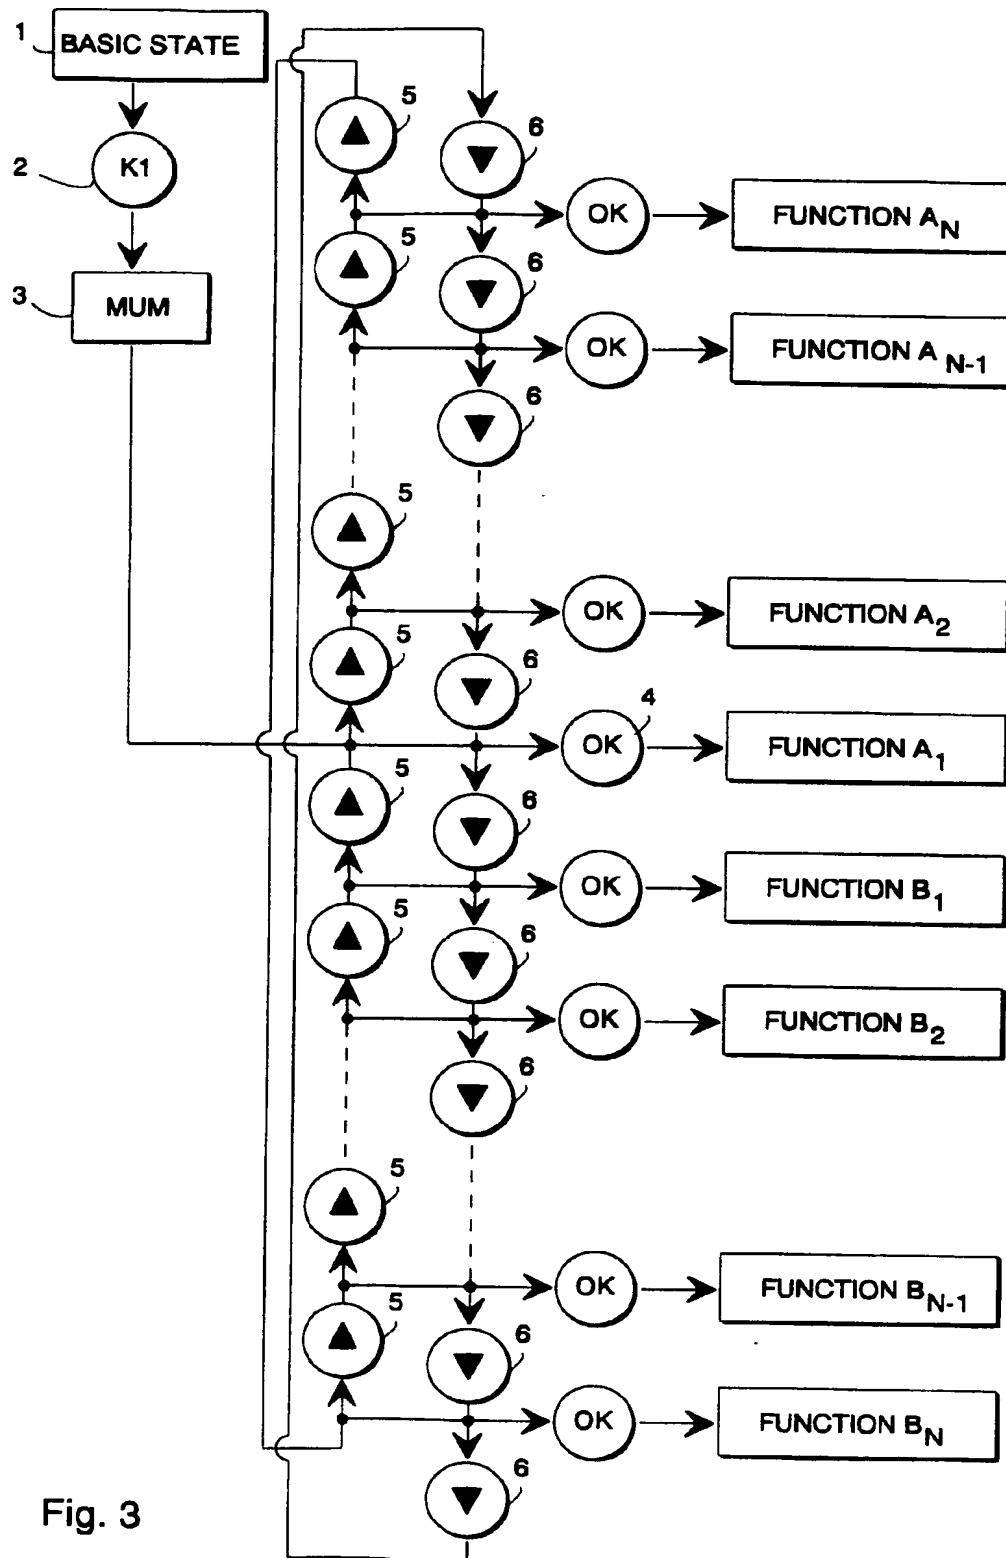 1
BASIC STATE
5
6
K1
2
OK
FUNCTION A_N
5
6
3
MUM
OK
FUNCTION A_N-1
6
5
OK
FUNCTION A_2
5
6
4
OK
FUNCTION A_1
5
6
OK
FUNCTION B_1
5
6
OK
FUNCTION B_2
6
5
OK
FUNCTION B_N-1
5
6
OK
FUNCTION B_N
6
Fig. 3